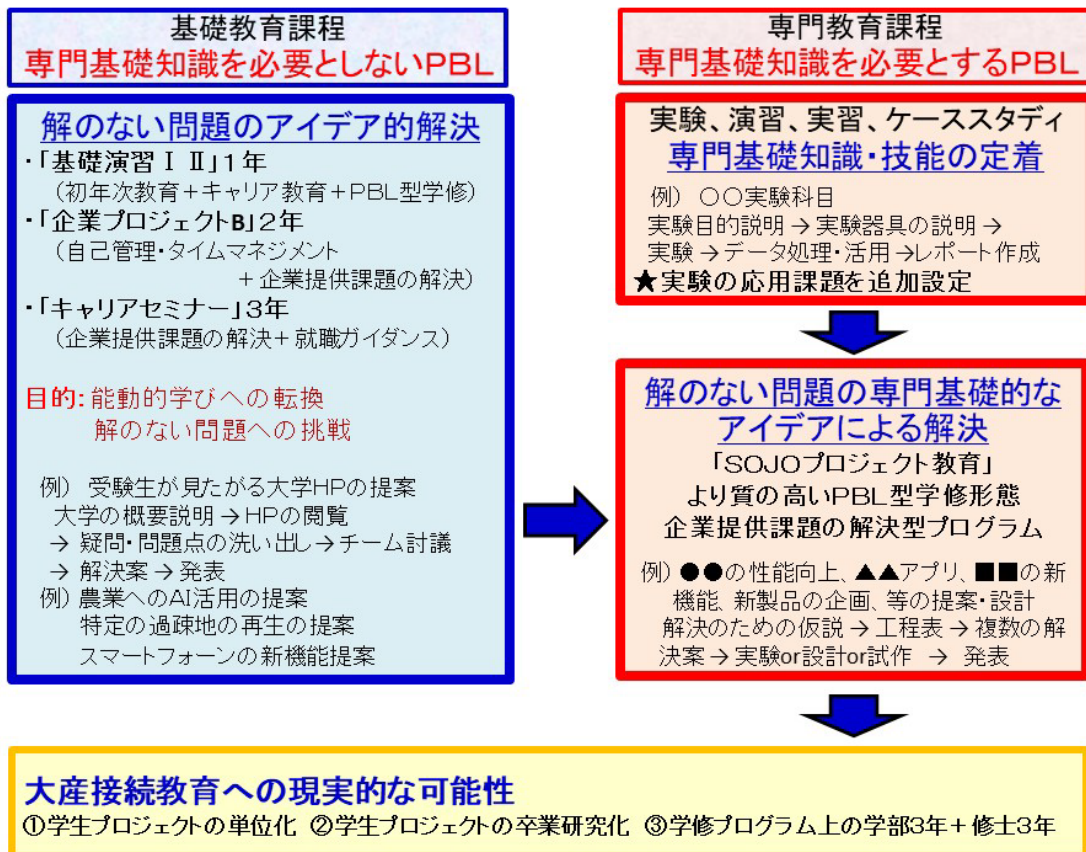 基礎教育課程
専門基礎知識を必要としないPBL
解のない問題のアイデア的解決
・「基礎演習Ⅰ Ⅱ」1年
（初年次教育＋キャリア教育＋PBL型学修）
・「企業プロジェクトB」2年
（自己管理・タイムマネジメント
＋企業提供課題の解決）
・「キャリアセミナー」3年
（企業提供課題の解決＋就職ガイダンス）
目的: 能動的学びへの転換
解のない問題への挑戦
例） 受験生が見たがる大学HPの提案
大学の概要説明 → HPの閲覧
→ 疑問・問題点の洗い出し → チーム討議
→ 解決案 → 発表
例） 農業へのAI活用の提案
特定の過疎地の再生の提案
スマートフォーンの新機能提案
専門教育課程
専門基礎知識を必要とするPBL
実験、演習、実習、ケーススタディ
専門基礎知識・技能の定着
例） 〇〇実験科目
実験目的説明 → 実験器具の説明 →
実験 → データ処理・活用 →レポート作成
★実験の応用課題を追加設定
解のない問題の専門基礎的な
アイデアによる解決
「SOJOプロジェクト教育」
より質の高いPBL型学修形態
企業提供課題の解決型プログラム
例） ●●の性能向上、▲▲アプリ、■■の新
機能、新製品の企画、等の提案・設計
解決のための仮説 → 工程表 → 複数の解
決案 → 実験or設計or試作 → 発表
大産接続教育への現実的な可能性
①学生プロジェクトの単位化 ②学生プロジェクトの卒業研究化 ③学修プログラム上の学部3年＋修士3年